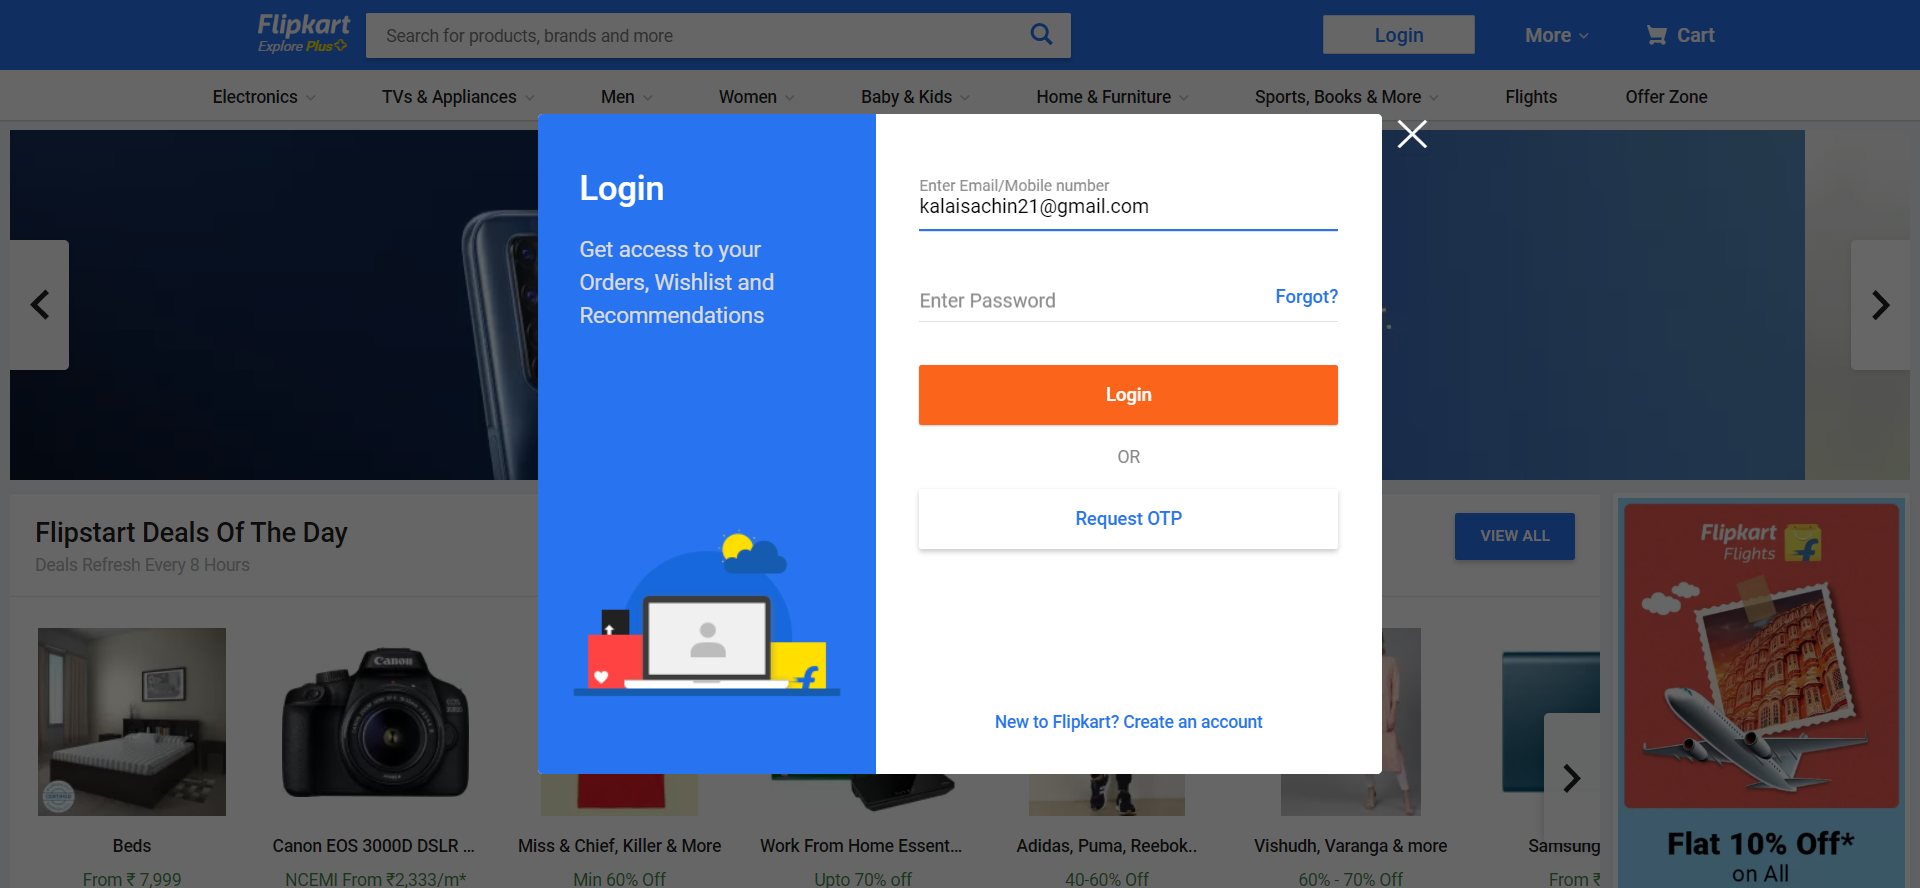 Flipkart
Explore Plus
Search for products, brands and more
Login
More
Cart
Electronics
TVs & Appliances
Men
Women
Baby & Kids
Home & Furniture
Sports, Books & More
Flights
Offer Zone
Login
Get access to your
Orders, Wishlist and
Recommendations
Enter Email/Mobile number
kalaisachin21@gmail.com
Enter Password
Forgot?
Login
OR
Request OTP
New to Flipkart? Create an account
Flipstart Deals Of The Day
Deals Refresh Every 8 Hours
VIEW ALL
Flipkart
Flights
Canon
Beds
Canon EOS 3000D DSLR ...
Miss & Chief, Killer & More
Work From Home Essent...
Adidas, Puma, Reebok..
Vishudh, Varanga & more
Samsung
From ₹ 7,999
NCEMI From ₹2,333/m*
Min 60% Off
Upto 70% off
40-60% Off
60% - 70% Off
From ₹
Flat 10% Off*
on All